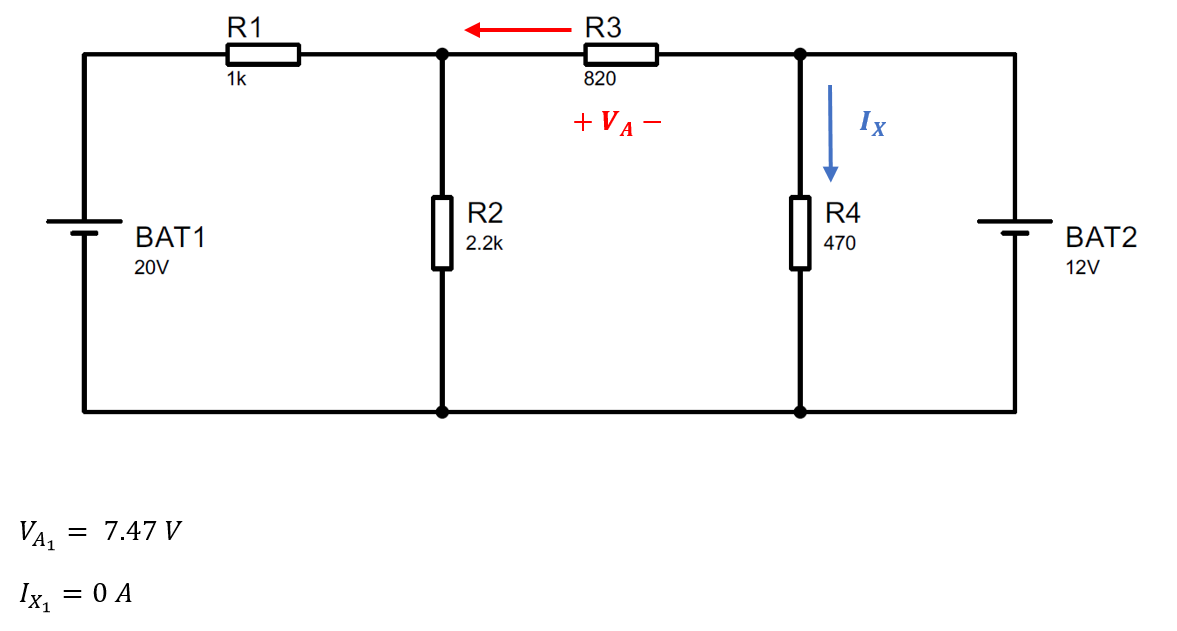 R1
R3
1k
820
+ V_A −
I_X
R2
2.2k
R4
470
BAT1
20V
BAT2
12V
V_{A_1} = 7.47 V
I_{X_1} = 0 A